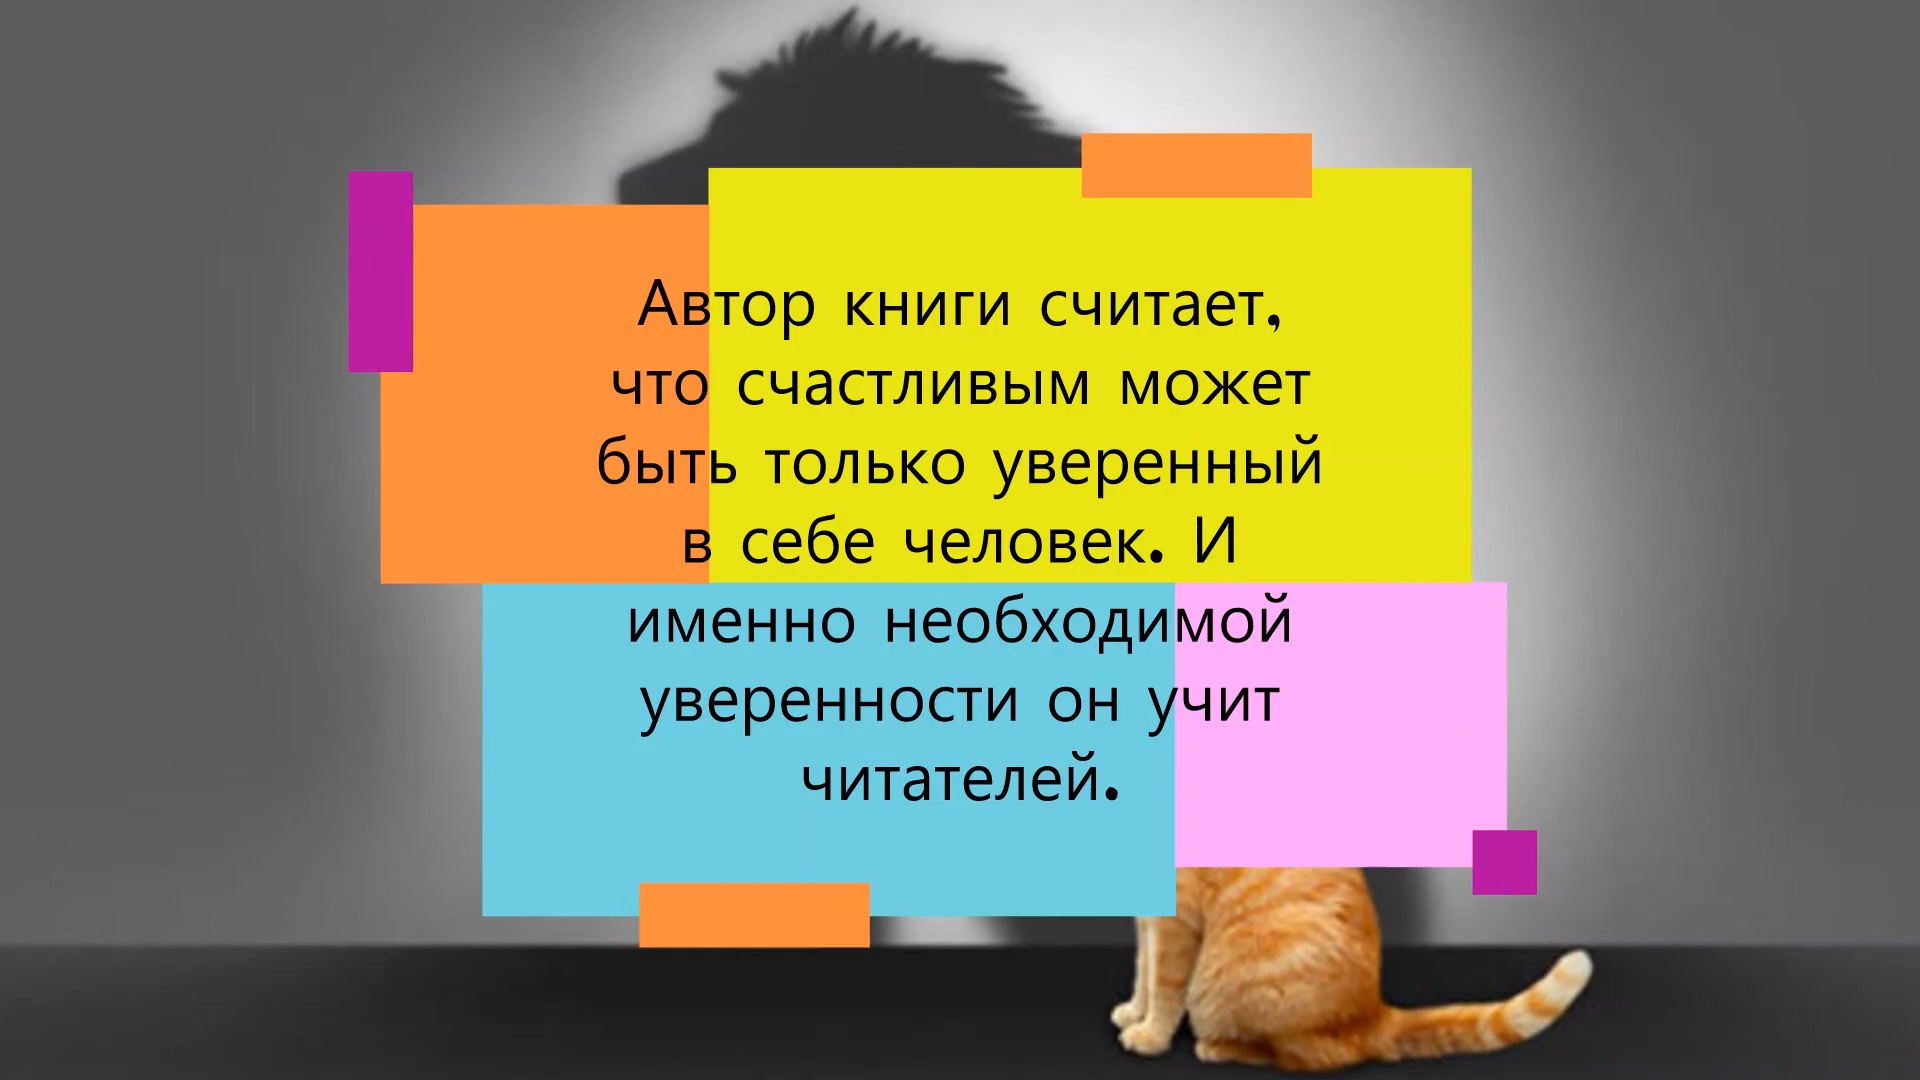 Автор книги считает,
что счастливым может
быть только уверенный
в себе человек. И
именно необходимой
уверенности он учит
читателей.